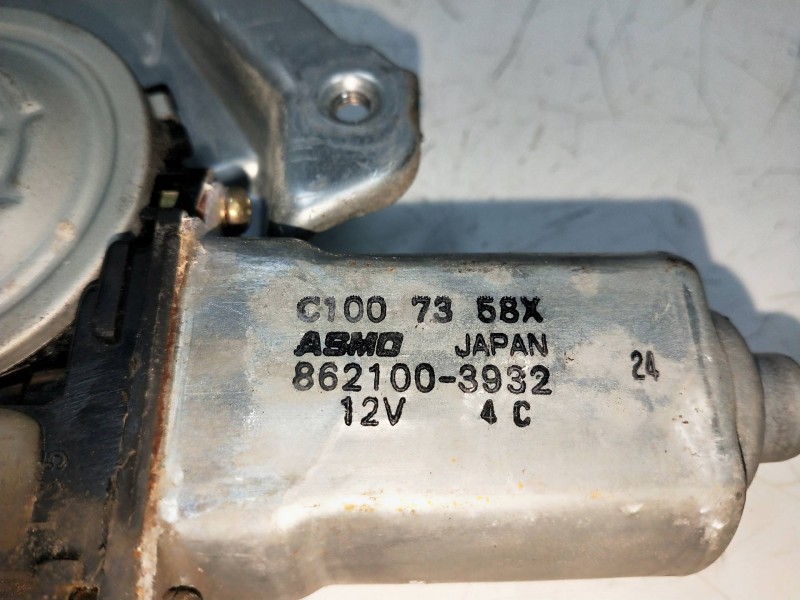 C100 73 58X
ASMO JAPAN
862100-3932
24
12V 4 C